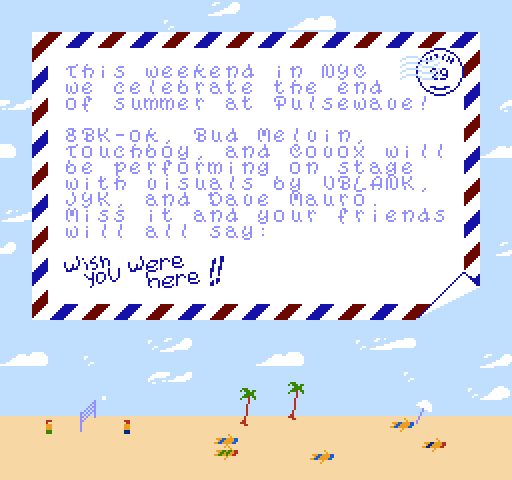 This weekend in NYC
we celebrate the end
of summer at Pulsewave!
8BK-ok, Bud Melvin,
Touchboy, and Covox will
be performing on stage
with visuals by VBLANK,
JYK, and Dave Mauro.
Miss it and your friends
will all say:
wish
you were
here !!
29